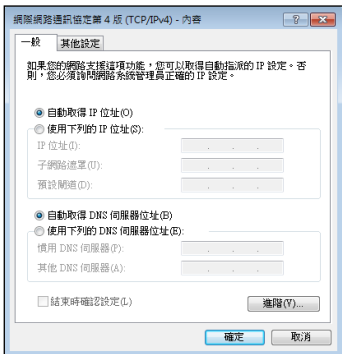 網際網路通訊協定第 4 版 (TCP/IPv4) - 內容
一般 其他設定
如果您的網路支援這項功能，您可以取得自動指派的 IP 設定。否
則，您必須詢問網路系統管理員正確的 IP 設定。
自動取得 IP 位址(O)
使用下列的 IP 位址(S):
IP 位址(I):
子網路遮罩(U):
預設閘道(D):
自動取得 DNS 伺服器位址(B)
使用下列的 DNS 伺服器位址(E):
慣用 DNS 伺服器(P):
其他 DNS 伺服器(A):
結束時確認設定(L) 進階(V)...
確定 取消